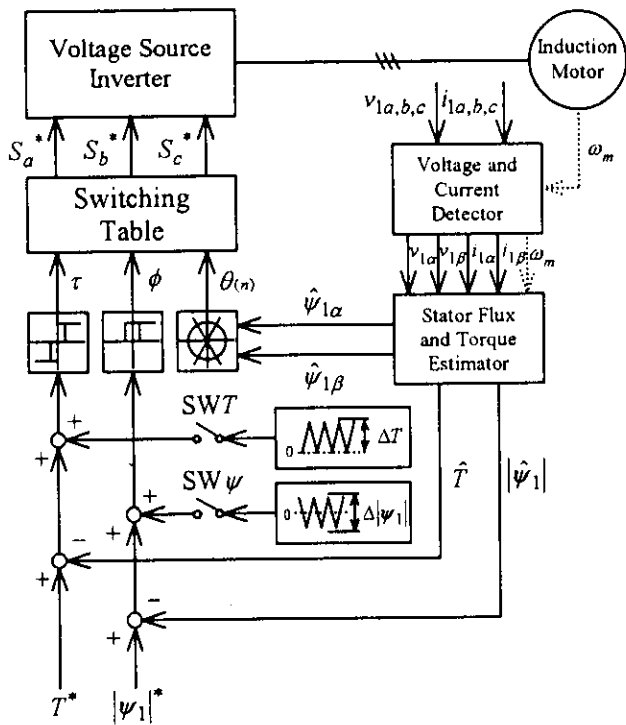 Voltage Source
Inverter
Induction
Motor
v1a,b,c i1a,b,c
Sa* Sb* Sc*
ωm
Voltage and
Current
Detector
Switching
Table
v1α v1β i1α i1β ωm
τ φ θ(n)
ψ̂1α
Stator Flux
and Torque
Estimator
ψ̂1β
SWT
+
+
0 ΔT
T̂ |ψ̂1|
SWψ
+
+
0 Δ|ψ1|
−
+
−
+
T* |ψ1|*